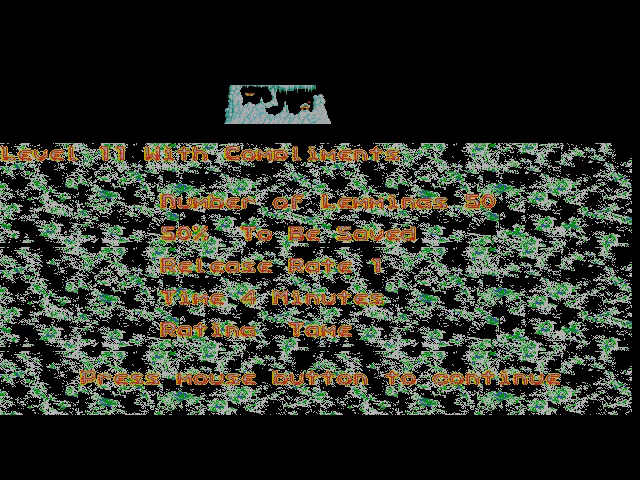 Level 11 With Compliments
Number of Lemmings 50
50% To Be Saved
Release Rate 1
Time 4 Minutes
Rating Tame
Press mouse button to continue